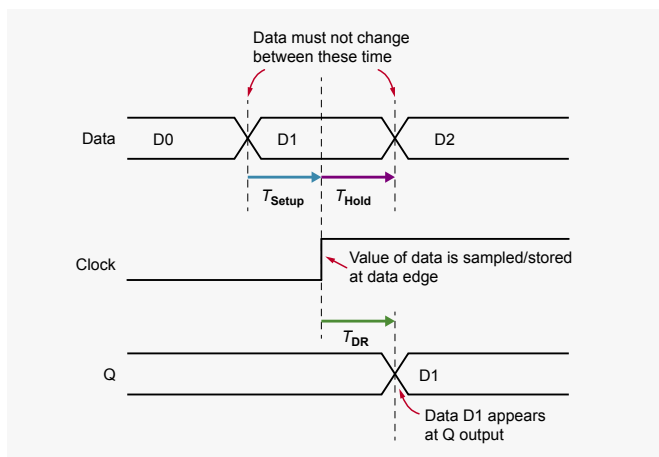 Data must not change
between these time
Data
D0
D1
D2
TSetup
THold
Clock
Value of data is sampled/stored
at data edge
TDR
Q
D1
Data D1 appears
at Q output